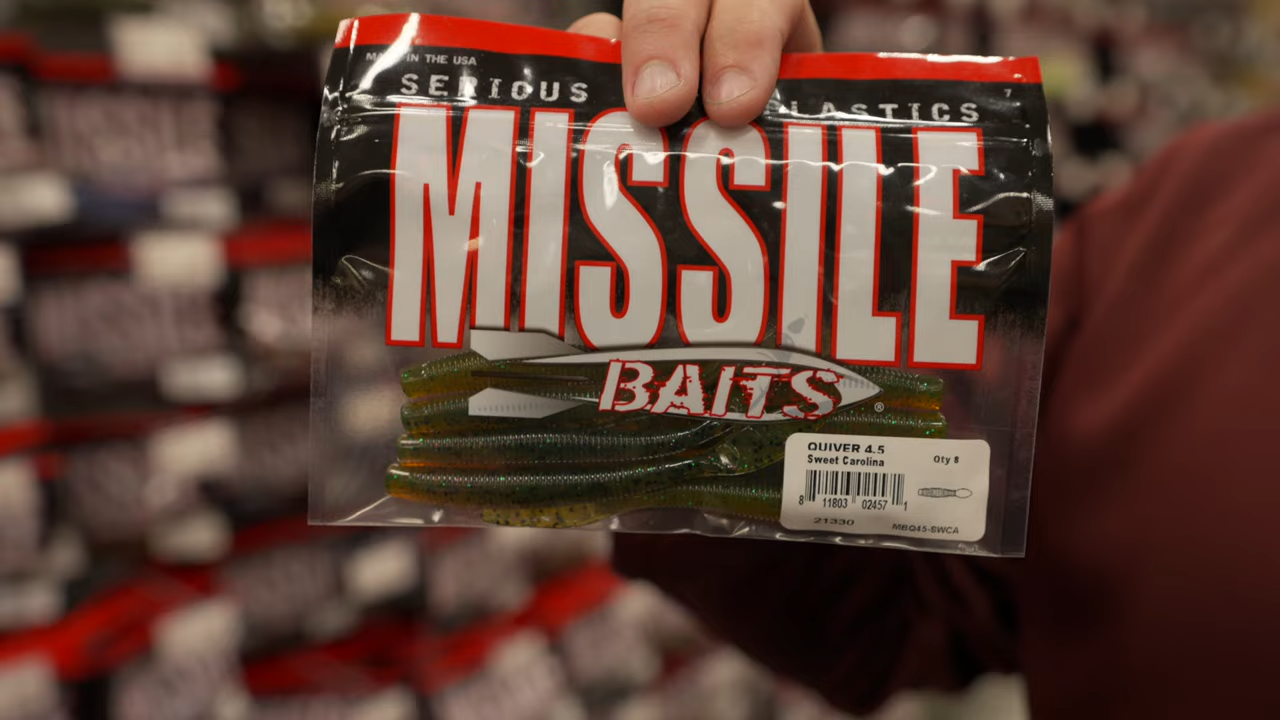 MADE IN THE USA
7
SERIOUS PLASTICS
MISSILE
BAITS®
QUIVER 4.5
Sweet Carolina
Qty 8
8 11803 02457 1
21330
MBQ45-SWCA